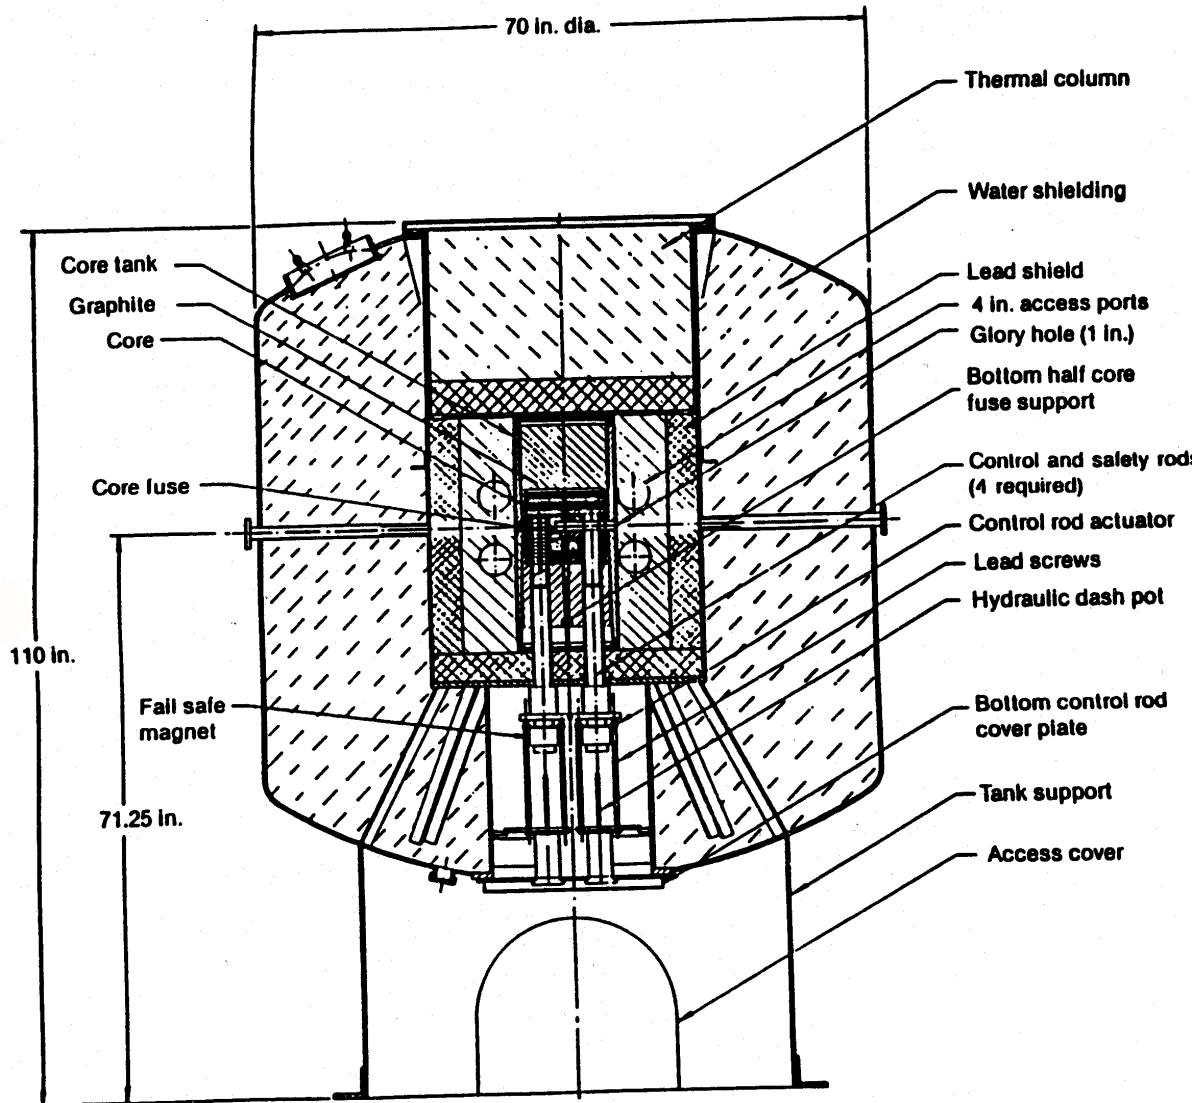 70 in. dia.
Thermal column
Water shielding
Core tank
Lead shield
Graphite
4 in. access ports
Core
Glory hole (1 in.)
Bottom half core
fuse support
Control and safety rods
(4 required)
Core fuse
Control rod actuator
Lead screws
Hydraulic dash pot
110 in.
Fail safe
magnet
Bottom control rod
cover plate
71.25 in.
Tank support
Access cover